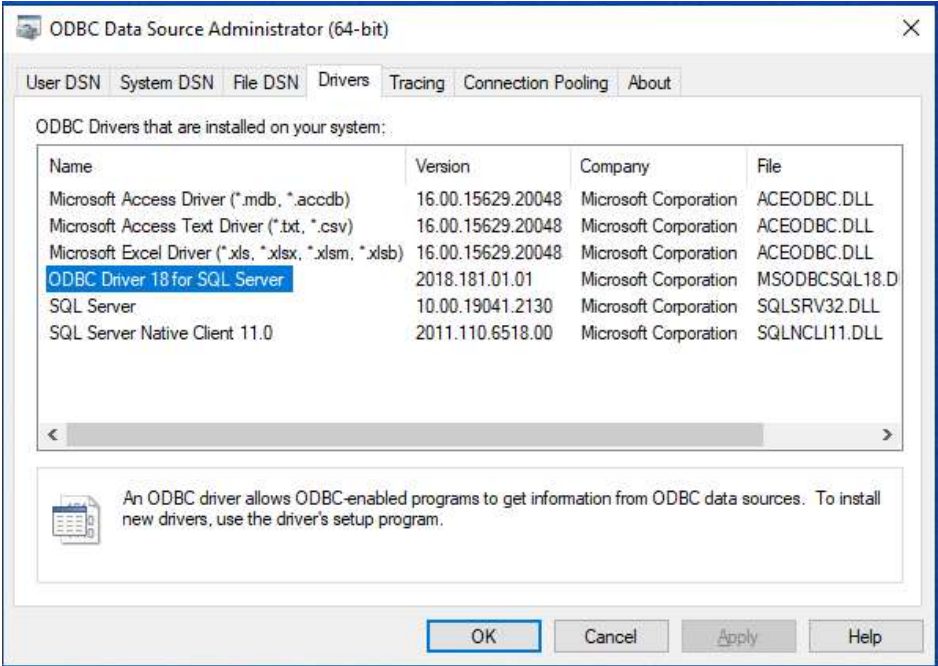 ODBC Data Source Administrator (64-bit)
User DSN System DSN File DSN Drivers Tracing Connection Pooling About
ODBC Drivers that are installed on your system:
Name Version Company File
Microsoft Access Driver (*.mdb, *.accdb) 16.00.15629.20048 Microsoft Corporation ACEODBC.DLL
Microsoft Access Text Driver (*.txt, *.csv) 16.00.15629.20048 Microsoft Corporation ACEODBC.DLL
Microsoft Excel Driver (*.xls, *.xlsx, *.xlsm, *.xlsb) 16.00.15629.20048 Microsoft Corporation ACEODBC.DLL
ODBC Driver 18 for SQL Server 2018.181.01.01 Microsoft Corporation MSODBCSQL18.D
SQL Server 10.00.19041.2130 Microsoft Corporation SQLSRV32.DLL
SQL Server Native Client 11.0 2011.110.6518.00 Microsoft Corporation SQLNCLI11.DLL
An ODBC driver allows ODBC-enabled programs to get information from ODBC data sources. To install
new drivers, use the driver's setup program.
OK Cancel Apply Help